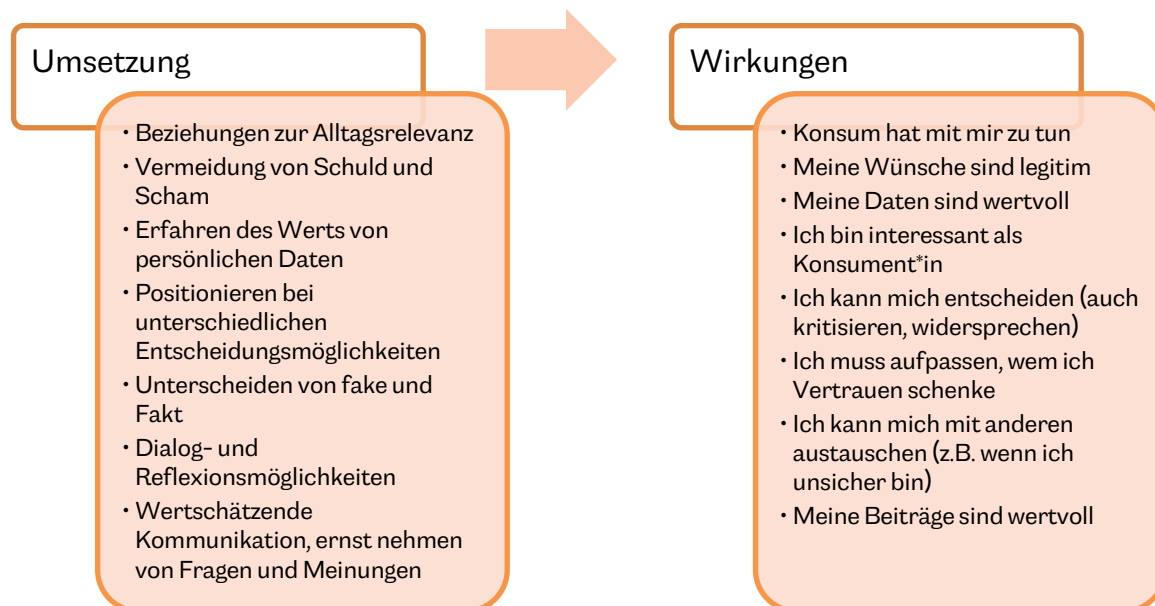 Umsetzung
• Beziehungen zur Alltagsrelevanz
• Vermeidung von Schuld und
Scham
• Erfahren des Werts von
persönlichen Daten
• Positionieren bei
unterschiedlichen
Entscheidungsmöglichkeiten
• Unterscheiden von fake und
Fakt
• Dialog- und
Reflexionsmöglichkeiten
• Wertschätzende
Kommunikation, ernst nehmen
von Fragen und Meinungen
Wirkungen
• Konsum hat mit mir zu tun
• Meine Wünsche sind legitim
• Meine Daten sind wertvoll
• Ich bin interessant als
Konsument*in
• Ich kann mich entscheiden (auch
kritisieren, widersprechen)
• Ich muss aufpassen, wem ich
Vertrauen schenke
• Ich kann mich mit anderen
austauschen (z.B. wenn ich
unsicher bin)
• Meine Beiträge sind wertvoll